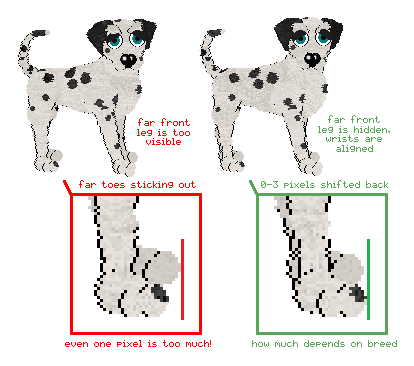 far front
leg is too
visible
far front
leg is hidden,
wrists are
aligned
far toes sticking out
0-3 pixels shifted back
even one pixel is too much!
how much depends on breed